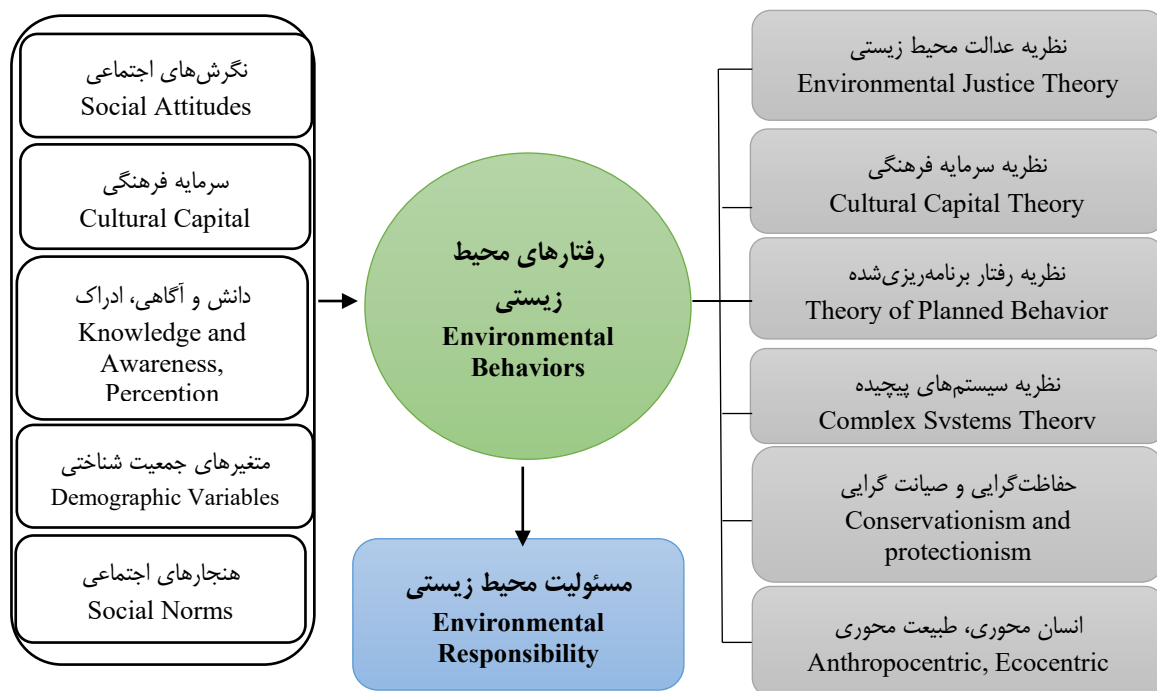 نگرش‌های اجتماعی
Social Attitudes
سرمایه فرهنگی
Cultural Capital
دانش و آگاهی، ادراک
Knowledge and
Awareness,
Perception
متغیرهای جمعیت شناختی
Demographic Variables
هنجارهای اجتماعی
Social Norms
رفتارهای محیط
زیستی
Environmental
Behaviors
مسئولیت محیط زیستی
Environmental
Responsibility
نظریه عدالت محیط زیستی
Environmental Justice Theory
نظریه سرمایه فرهنگی
Cultural Capital Theory
نظریه رفتار برنامه‌ریزی‌شده
Theory of Planned Behavior
نظریه سیستم‌های پیچیده
Complex Systems Theory
حفاظت‌گرایی و صیانت گرایی
Conservationism and
protectionism
انسان محوری، طبیعت محوری
Anthropocentric, Ecocentric